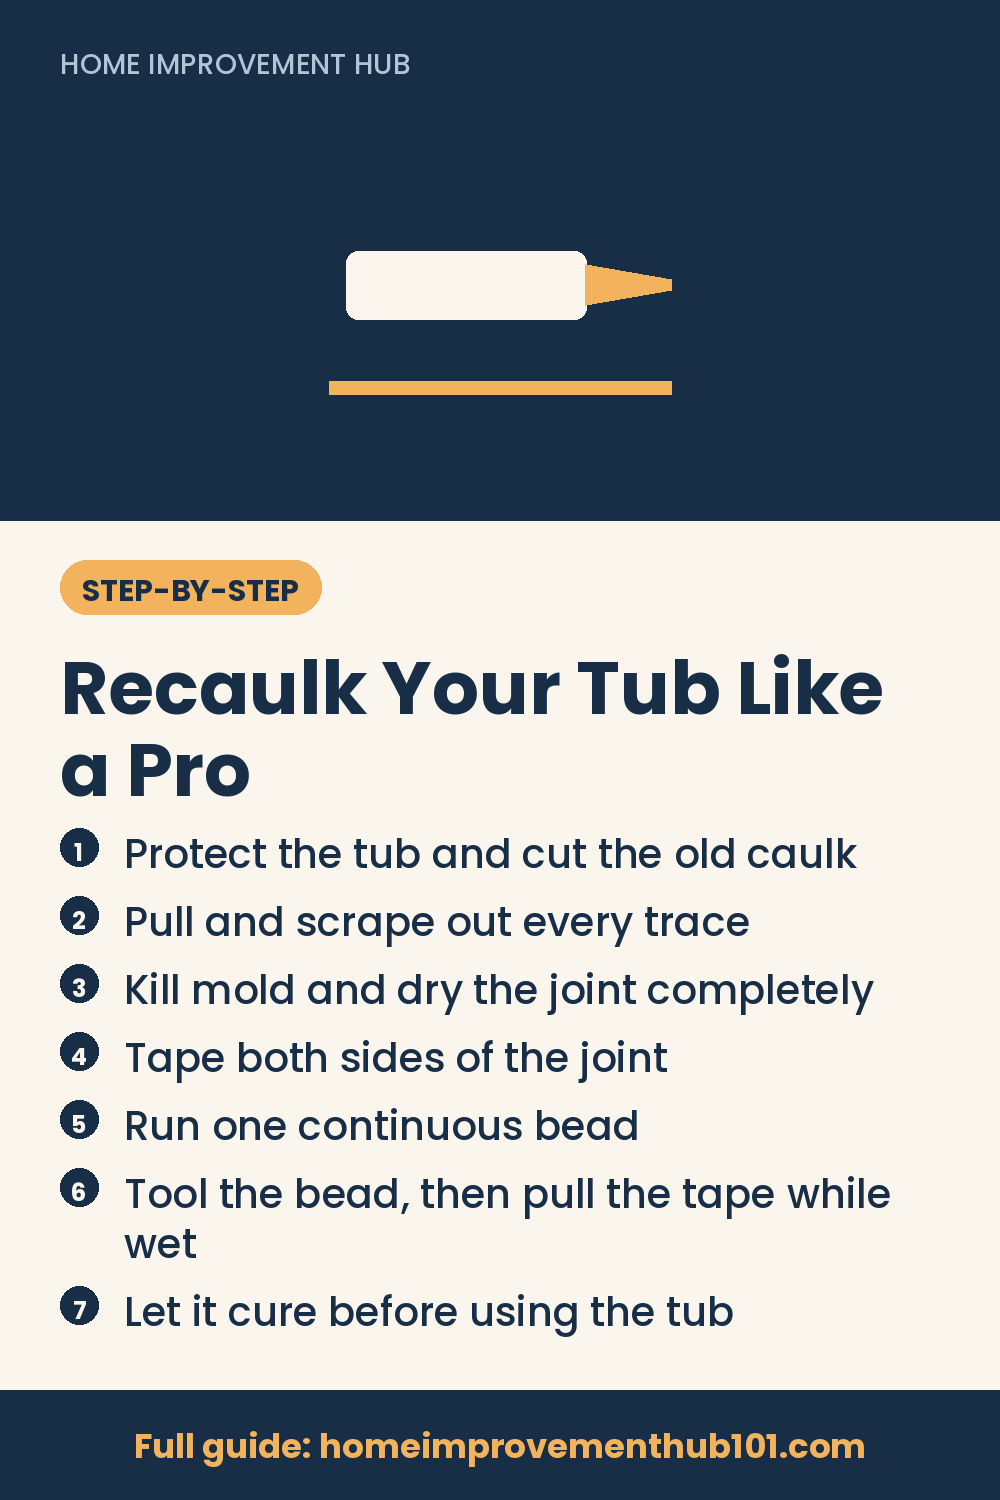 HOME IMPROVEMENT HUB
STEP-BY-STEP
Recaulk Your Tub Like
a Pro
1 Protect the tub and cut the old caulk
2 Pull and scrape out every trace
3 Kill mold and dry the joint completely
4 Tape both sides of the joint
5 Run one continuous bead
6 Tool the bead, then pull the tape while
wet
7 Let it cure before using the tub
Full guide: homeimprovementhub101.com